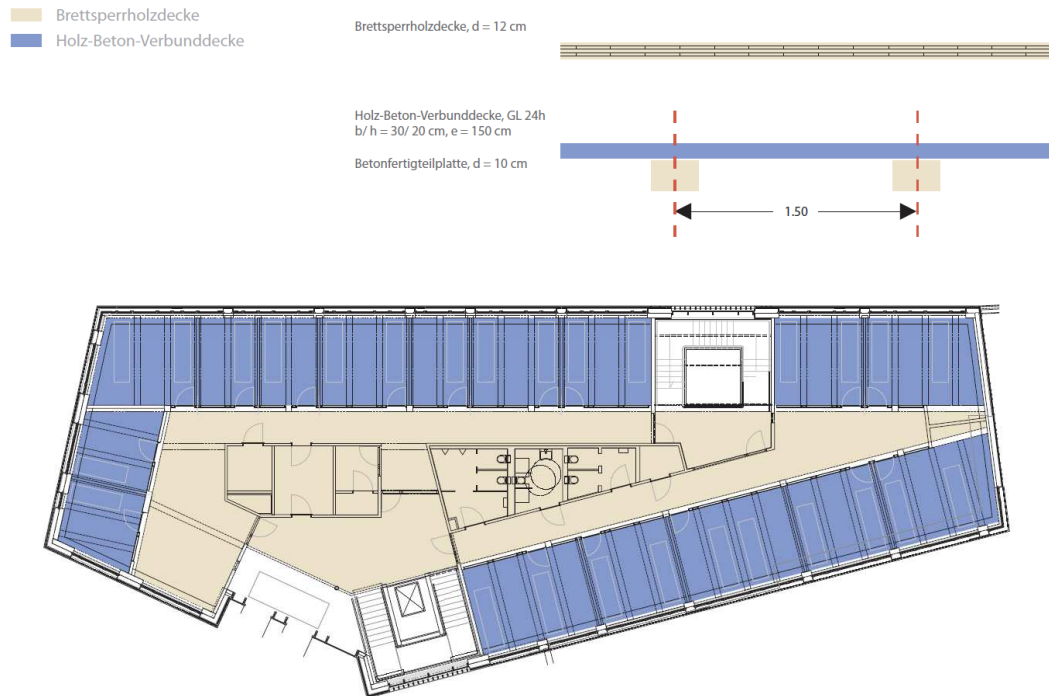 Brettsperrholzdecke
Holz-Beton-Verbunddecke
Brettsperrholzdecke, d = 12 cm
Holz-Beton-Verbunddecke, GL 24h
b/ h = 30/ 20 cm, e = 150 cm
Betonfertigteilplatte, d = 10 cm
1.50